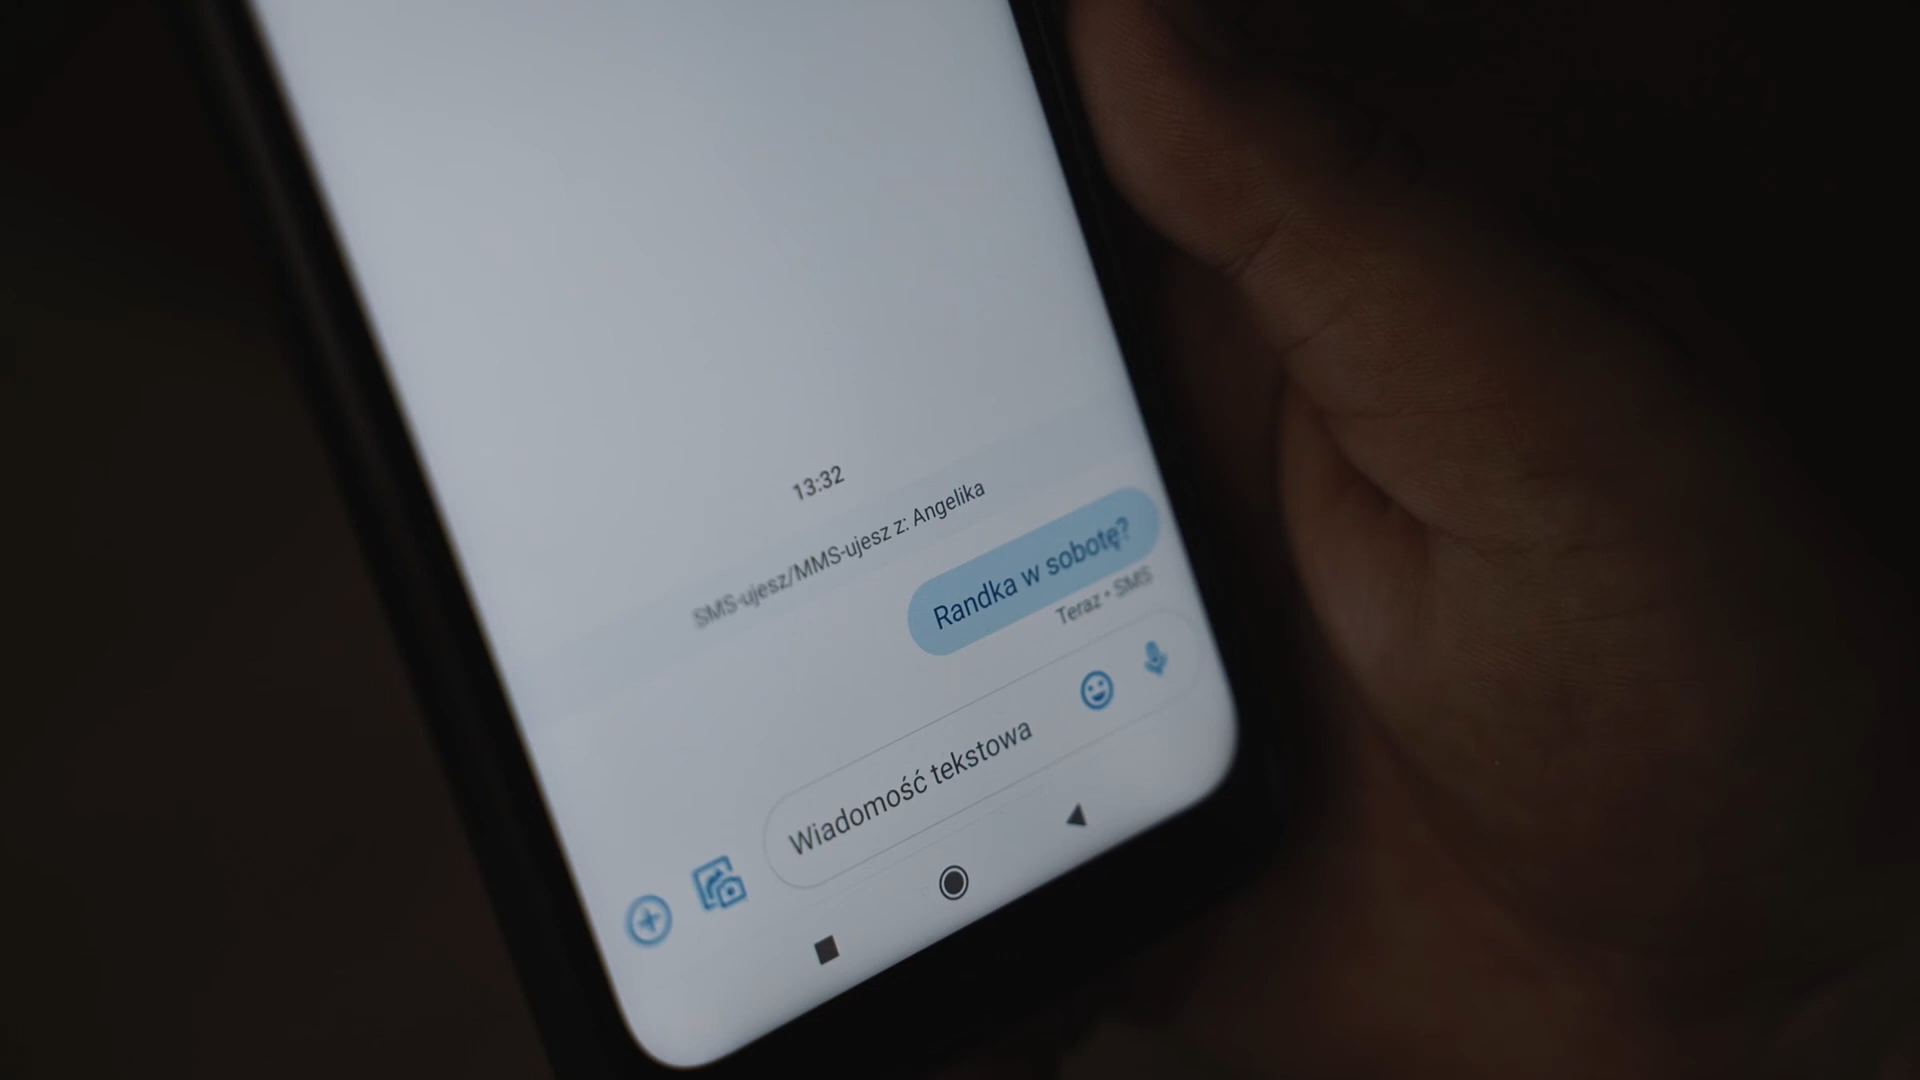 13:32
SMS-ujesz/MMS-ujesz z: Angelika
Randka w sobotę?
Teraz • SMS
Wiadomość tekstowa